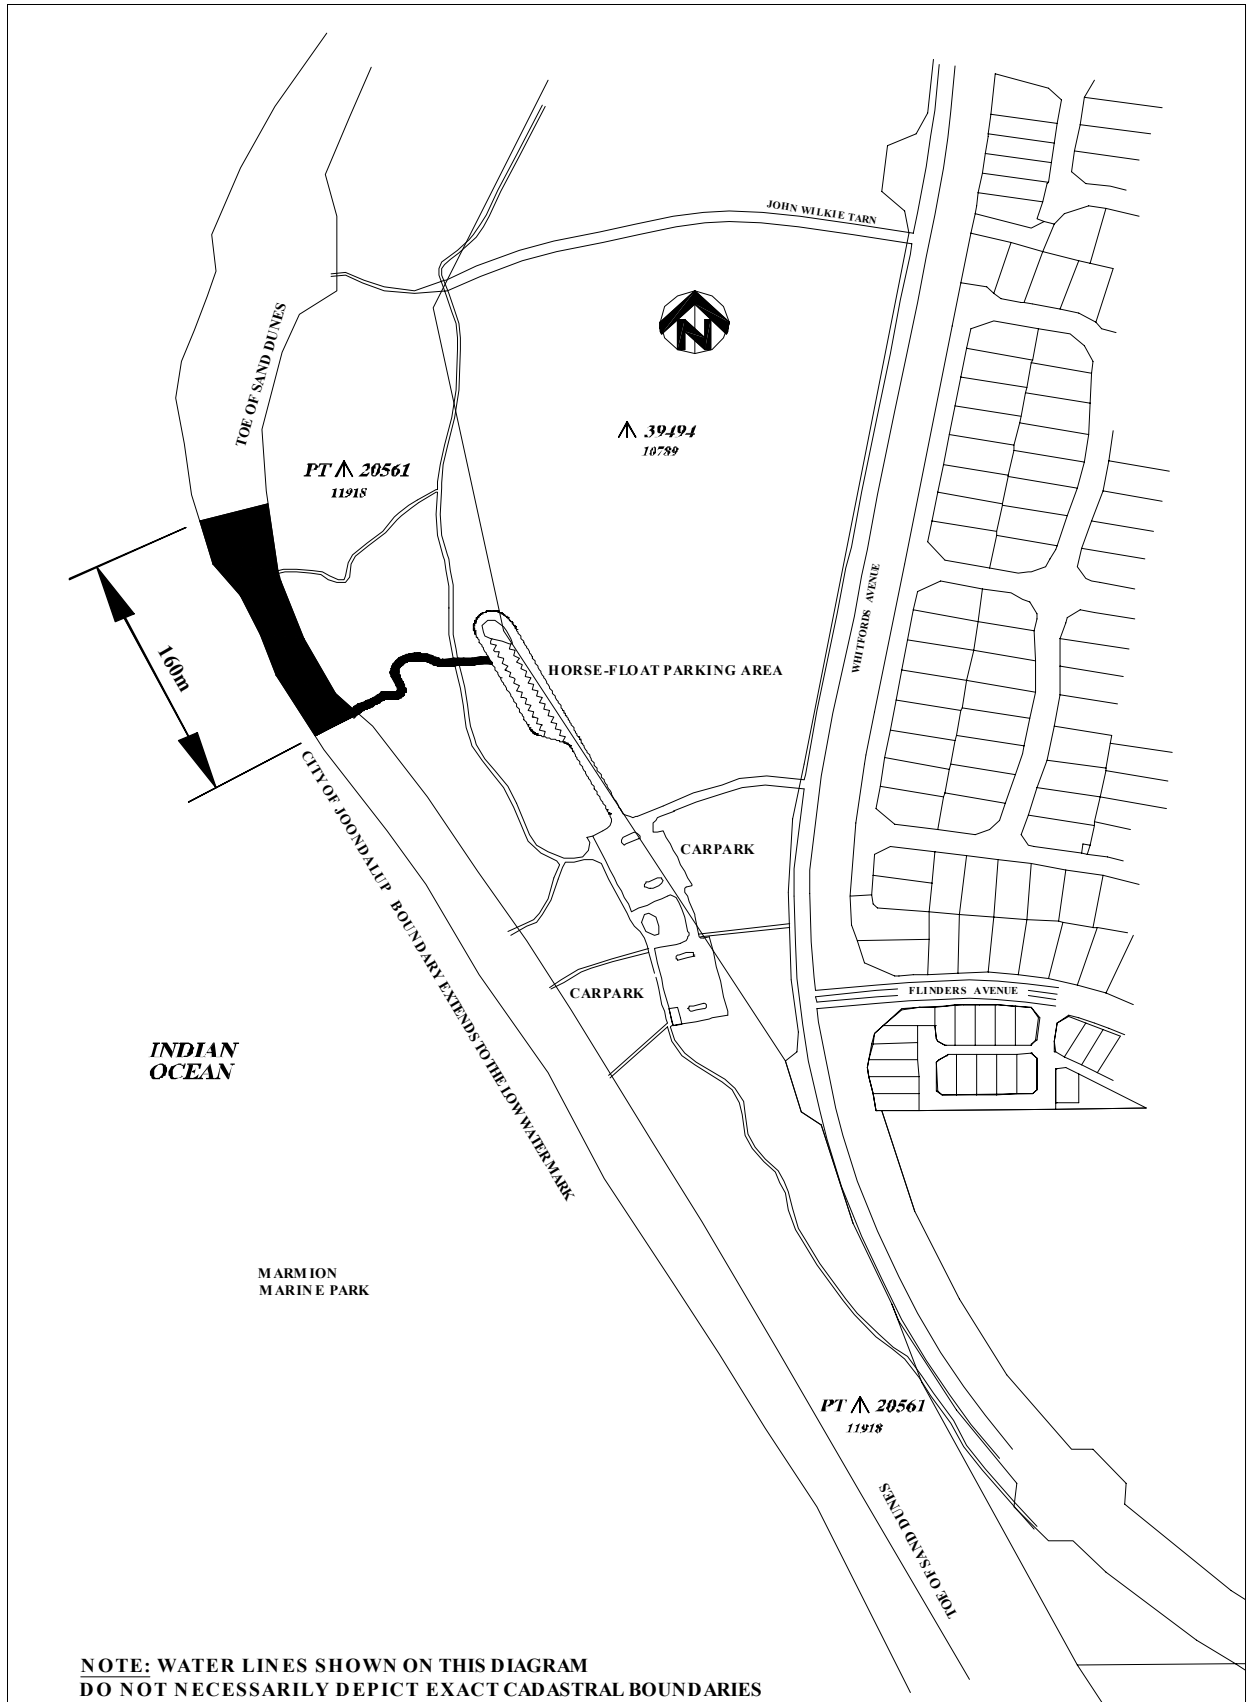 JOHN WILKIE TARN
N
TOE OF SAND DUNES
39494
10789
PT 20561
11918
WHITFORDS AVENUE
160m
HORSE-FLOAT PARKING AREA
CITY OF JOONDALUP BOUNDARY EXTENDS TO THE LOW WATER MARK
CARPARK
CARPARK
FLINDERS AVENUE
INDIAN
OCEAN
MARMION
MARINE PARK
PT 20561
11918
TOE OF SAND DUNES
NOTE: WATER LINES SHOWN ON THIS DIAGRAM
DO NOT NECESSARILY DEPICT EXACT CADASTRAL BOUNDARIES